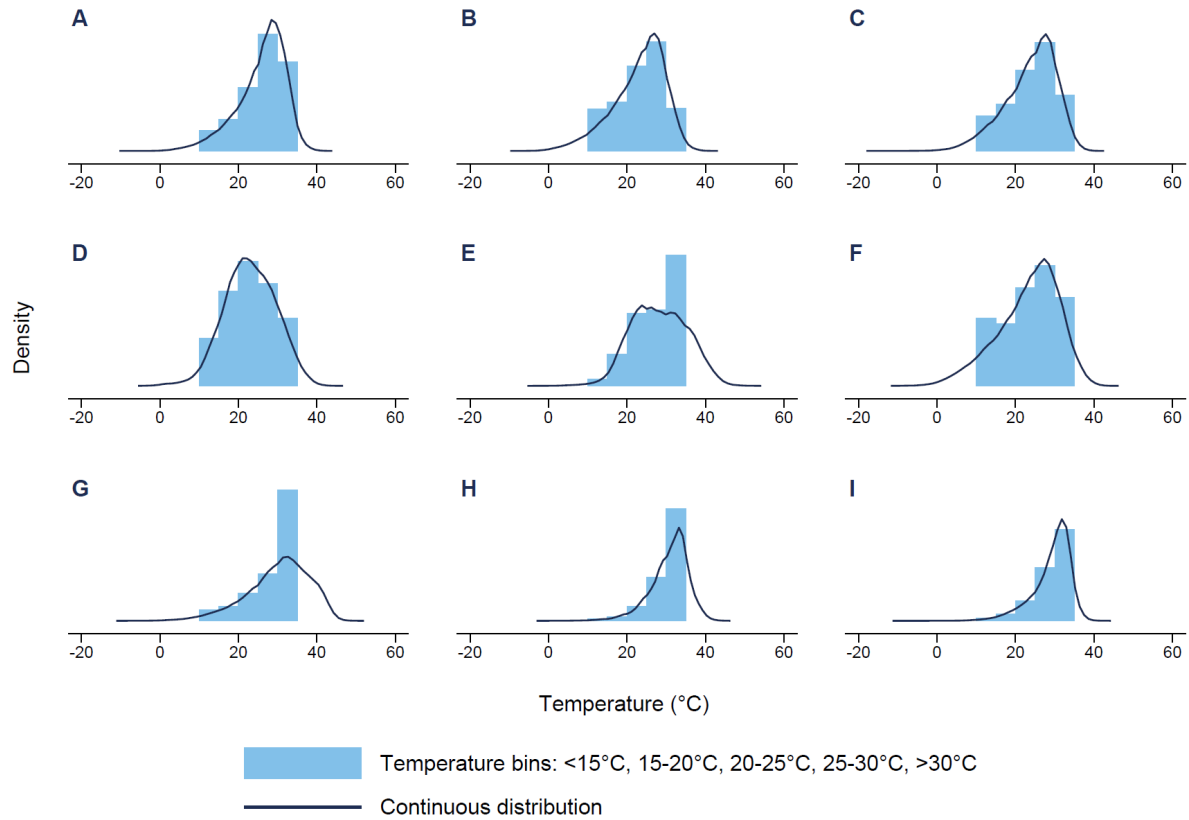 A B C
-20 0 20 40 60 -20 0 20 40 60 -20 0 20 40 60
D E F
-20 0 20 40 60 -20 0 20 40 60 -20 0 20 40 60
Density
G H I
-20 0 20 40 60 -20 0 20 40 60 -20 0 20 40 60
Temperature (°C)
Temperature bins: <15°C, 15-20°C, 20-25°C, 25-30°C, >30°C
Continuous distribution